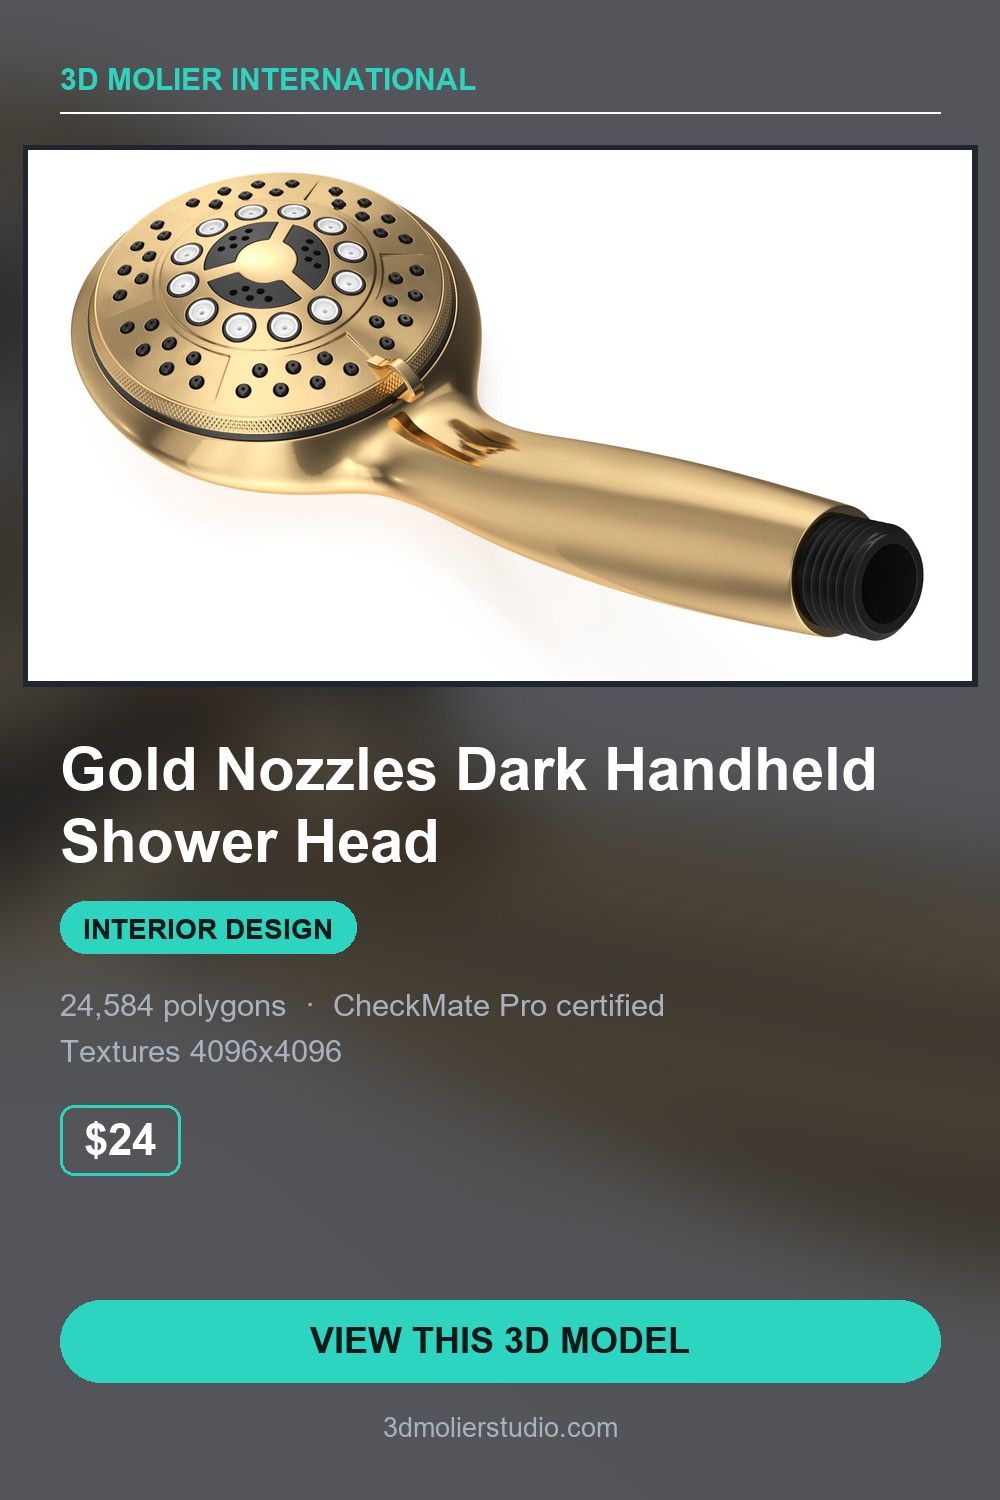 3D MOLIER INTERNATIONAL
Gold Nozzles Dark Handheld
Shower Head
INTERIOR DESIGN
24,584 polygons · CheckMate Pro certified
Textures 4096x4096
$24
VIEW THIS 3D MODEL
3dmolierstudio.com